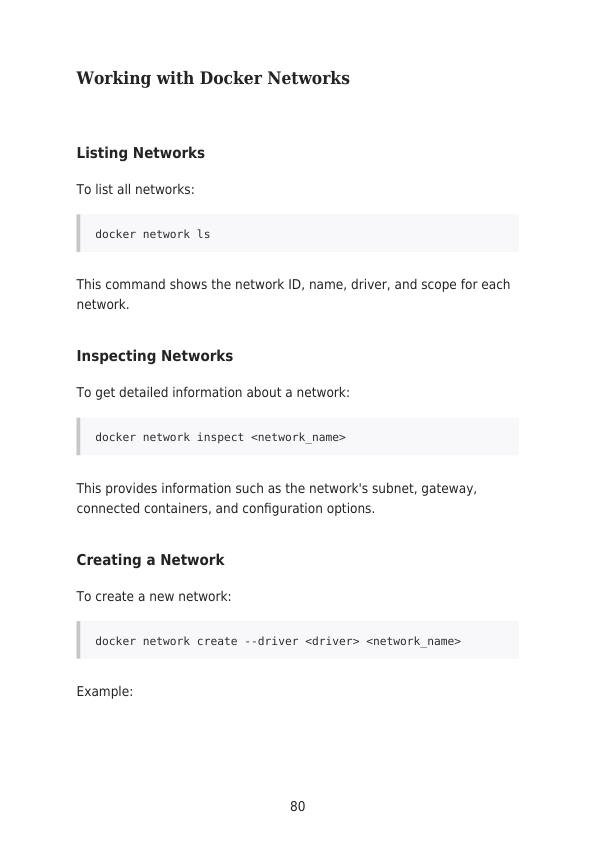 Working with Docker Networks
Listing Networks
To list all networks:
docker network ls
This command shows the network ID, name, driver, and scope for each
network.
Inspecting Networks
To get detailed information about a network:
docker network inspect <network_name>
This provides information such as the network's subnet, gateway,
connected containers, and configuration options.
Creating a Network
To create a new network:
docker network create --driver <driver> <network_name>
Example:
80